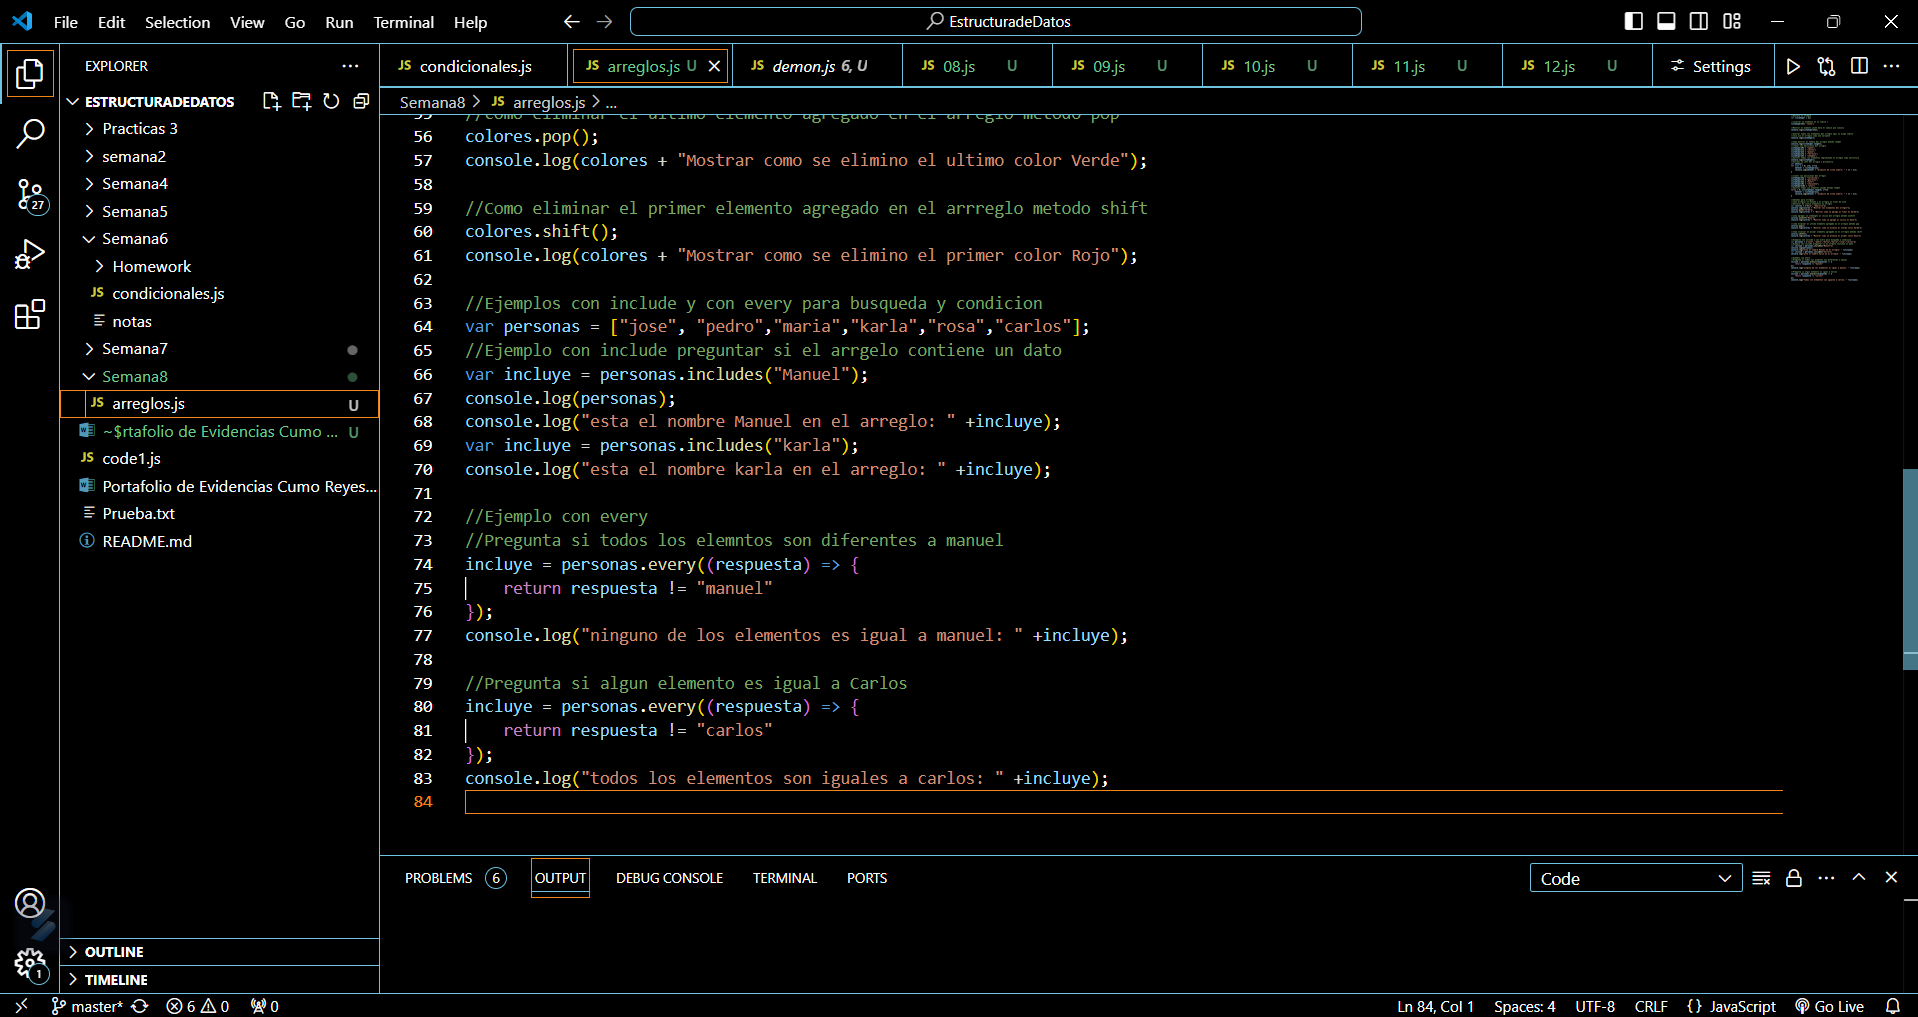 File Edit Selection View Go Run Terminal Help
EstructuradeDatos
EXPLORER
ESTRUCTURADEDATOS
Practicas 3
semana2
Semana4
Semana5
Semana6
Homework
JS condicionales.js
notas
Semana7
Semana8
JS arreglos.js U
~$rtafolio de Evidencias Cumo ... U
JS code1.js
Portafolio de Evidencias Cumo Reyes...
Prueba.txt
README.md
OUTLINE
TIMELINE
27
1
JS condicionales.js JS arreglos.js U JS demon.js 6, U JS 08.js U JS 09.js U JS 10.js U JS 11.js U JS 12.js U Settings
Semana8 > JS arreglos.js > ...
55 //Como eliminar el ultimo elemento agregado en el arreglo metodo pop
56 colores.pop();
57 console.log(colores + "Mostrar como se elimino el ultimo color Verde");
58
59 //Como eliminar el primer elemento agregado en el arrreglo metodo shift
60 colores.shift();
61 console.log(colores + "Mostrar como se elimino el primer color Rojo");
62
63 //Ejemplos con include y con every para busqueda y condicion
64 var personas = ["jose", "pedro","maria","karla","rosa","carlos"];
65 //Ejemplo con include preguntar si el arrgelo contiene un dato
66 var incluye = personas.includes("Manuel");
67 console.log(personas);
68 console.log("esta el nombre Manuel en el arreglo: " +incluye);
69 var incluye = personas.includes("karla");
70 console.log("esta el nombre karla en el arreglo: " +incluye);
71
72 //Ejemplo con every
73 //Pregunta si todos los elemntos son diferentes a manuel
74 incluye = personas.every((respuesta) => {
75     return respuesta != "manuel"
76 });
77 console.log("ninguno de los elementos es igual a manuel: " +incluye);
78
79 //Pregunta si algun elemento es igual a Carlos
80 incluye = personas.every((respuesta) => {
81     return respuesta != "carlos"
82 });
83 console.log("todos los elementos son iguales a carlos: " +incluye);
84
PROBLEMS 6 OUTPUT DEBUG CONSOLE TERMINAL PORTS
Code
master* 6 0 0
Ln 84, Col 1 Spaces: 4 UTF-8 CRLF {} JavaScript Go Live